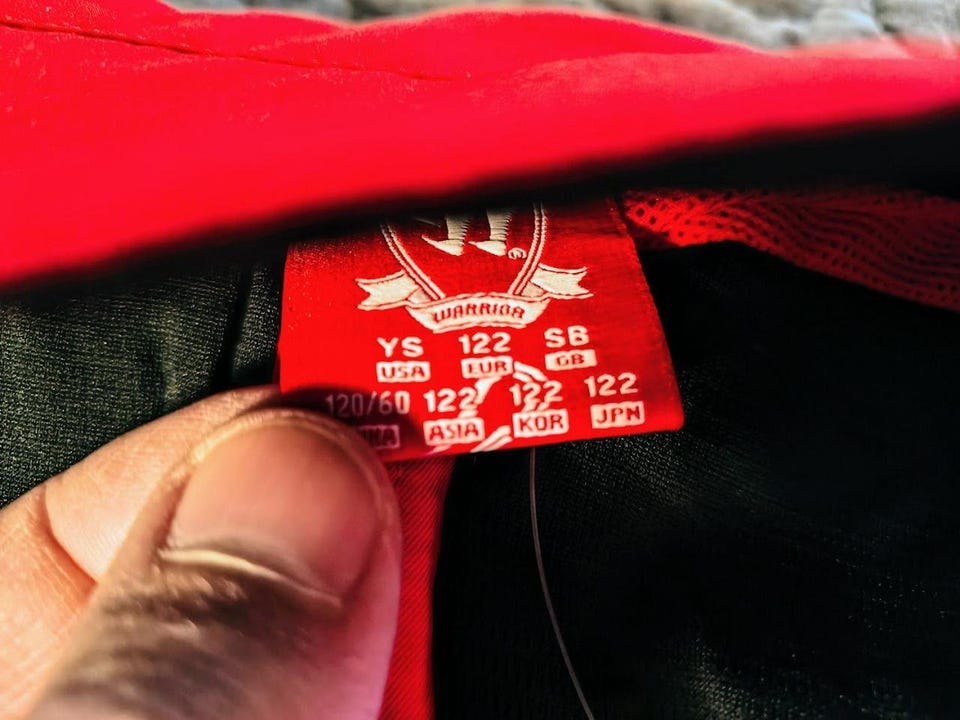 WARRIOR
YS 122 SB
USA EUR GB
120/60 122 122 122
ASIA KOR JPN